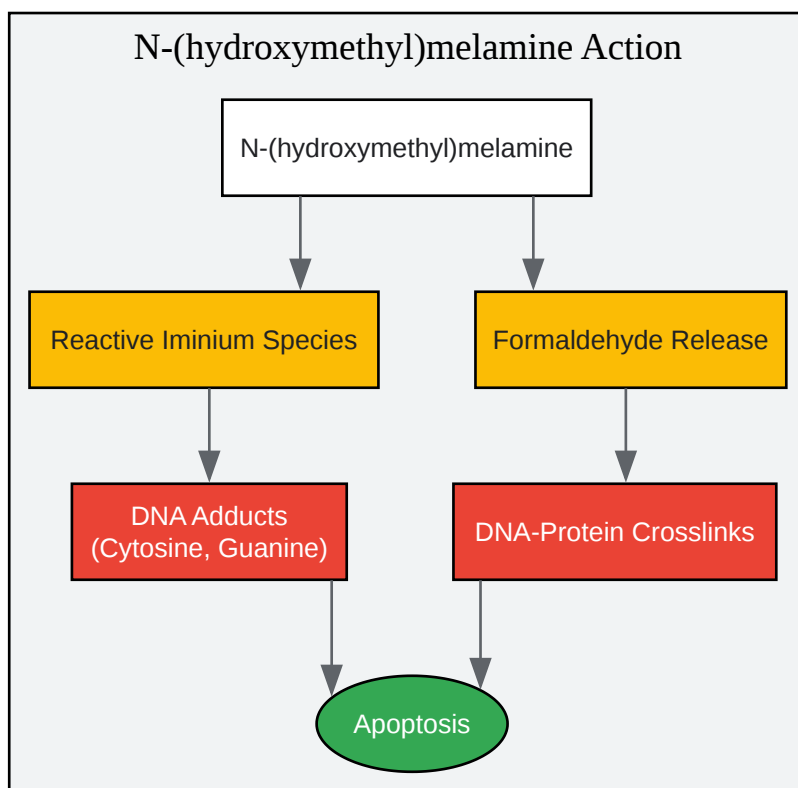 N-(hydroxymethyl)melamine Action
N-(hydroxymethyl)melamine
Reactive Iminium Species
Formaldehyde Release
DNA Adducts
(Cytosine, Guanine)
DNA-Protein Crosslinks
Apoptosis